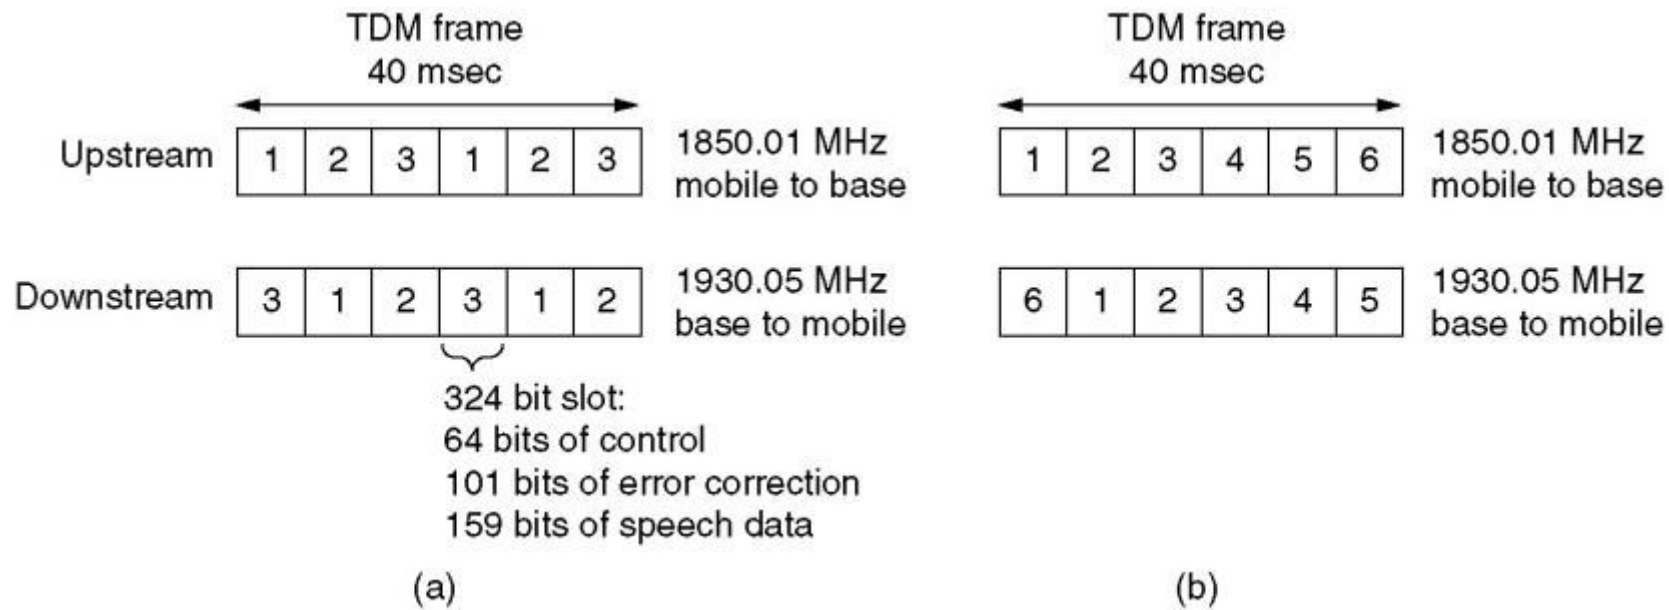 TDM frame
40 msec
Upstream
1 2 3 1 2 3
1850.01 MHz
mobile to base
Downstream
3 1 2 3 1 2
1930.05 MHz
base to mobile
324 bit slot:
64 bits of control
101 bits of error correction
159 bits of speech data
(a)
TDM frame
40 msec
1 2 3 4 5 6
1850.01 MHz
mobile to base
6 1 2 3 4 5
1930.05 MHz
base to mobile
(b)